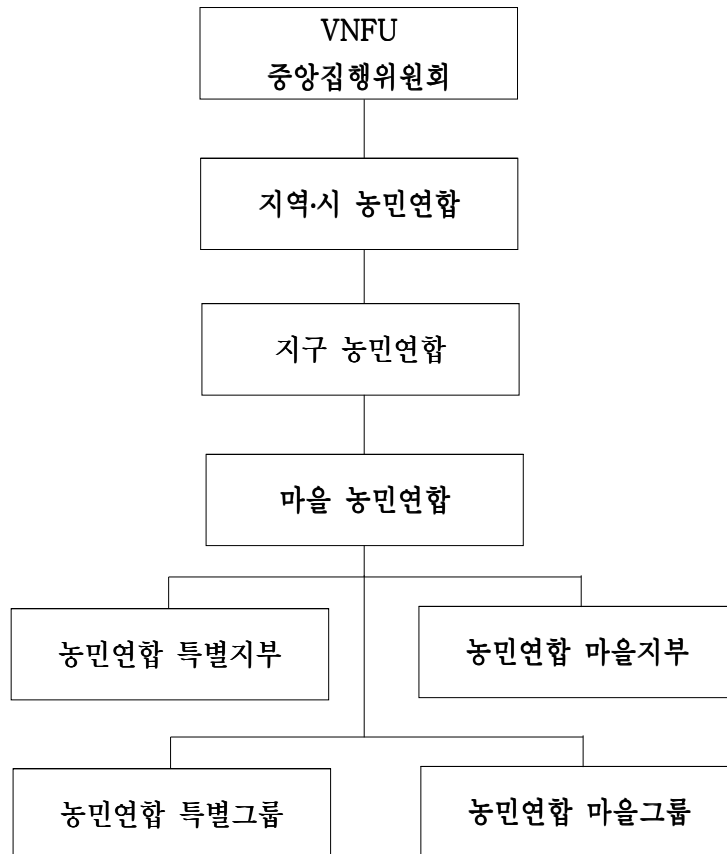 VNFU
중앙집행위원회
지역·시 농민연합
지구 농민연합
마을 농민연합
농민연합 특별지부
농민연합 마을지부
농민연합 특별그룹
농민연합 마을그룹